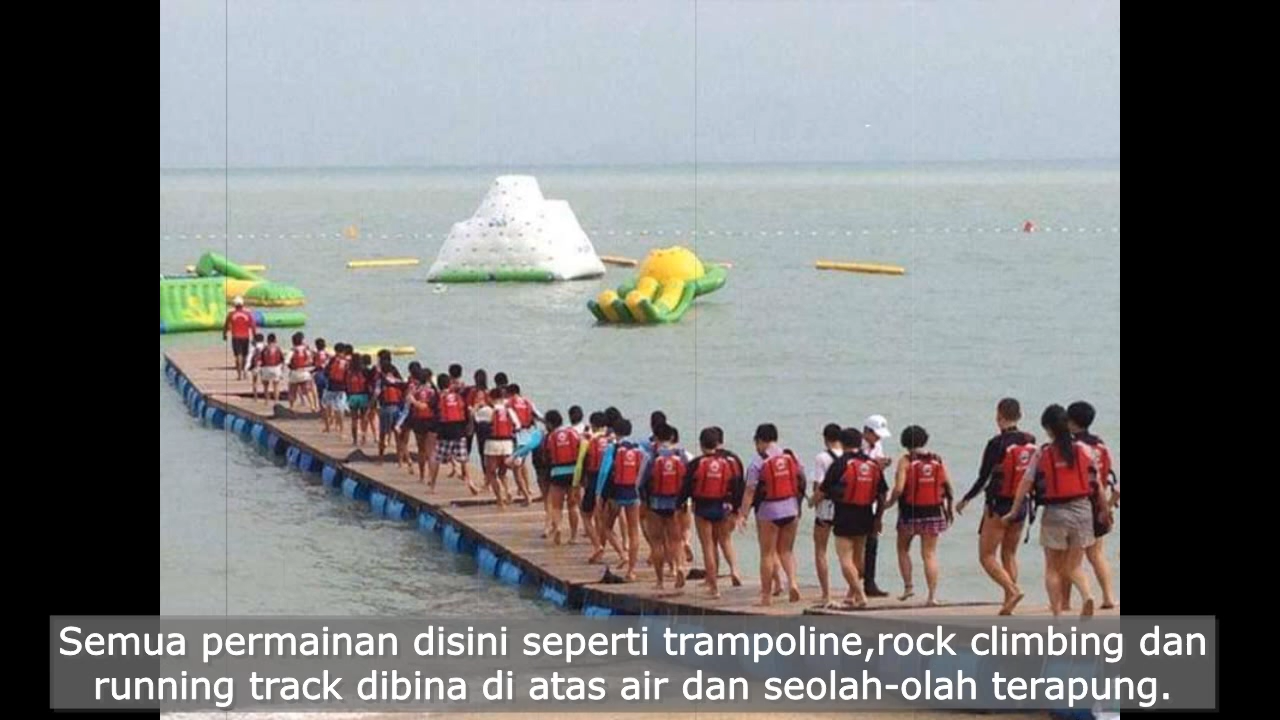 Semua permainan disini seperti trampoline,rock climbing dan
running track dibina di atas air dan seolah-olah terapung.